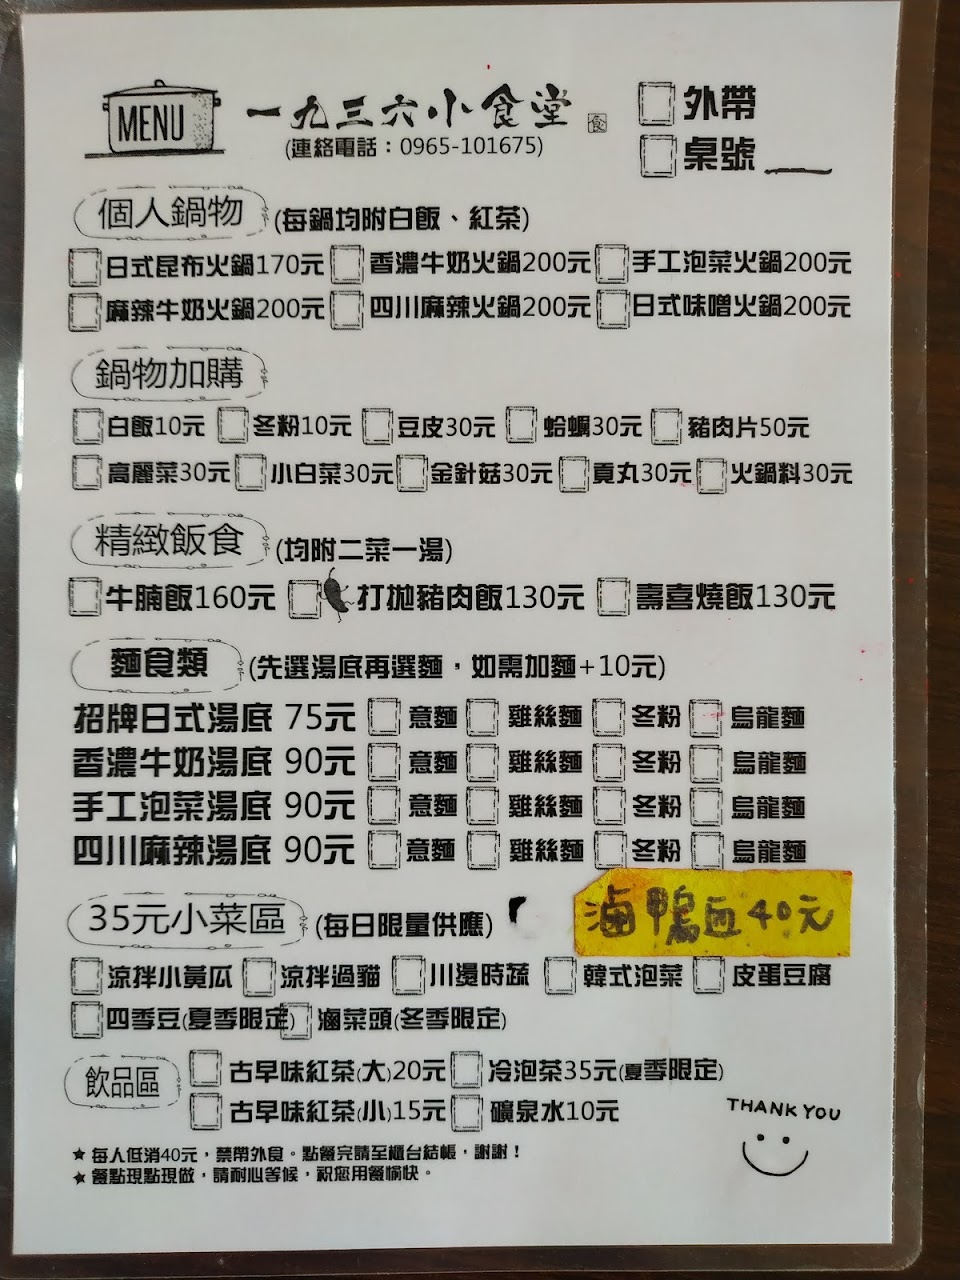 MENU
一九三六小食堂
食
(連絡電話：0965-101675)
外帶
桌號
個人鍋物 (每鍋均附白飯、紅茶)
日式昆布火鍋170元 香濃牛奶火鍋200元 手工泡菜火鍋200元
麻辣牛奶火鍋200元 四川麻辣火鍋200元 日式味噌火鍋200元
鍋物加購
白飯10元 冬粉10元 豆皮30元 蛤蠣30元 豬肉片50元
高麗菜30元 小白菜30元 金針菇30元 貢丸30元 火鍋料30元
精緻飯食 (均附二菜一湯)
牛腩飯160元 打拋豬肉飯130元 壽喜燒飯130元
麵食類 (先選湯底再選麵，如需加麵+10元)
招牌日式湯底 75元 意麵 雞絲麵 冬粉 烏龍麵
香濃牛奶湯底 90元 意麵 雞絲麵 冬粉 烏龍麵
手工泡菜湯底 90元 意麵 雞絲麵 冬粉 烏龍麵
四川麻辣湯底 90元 意麵 雞絲麵 冬粉 烏龍麵
35元小菜區 (每日限量供應)
滷鴨血40元
涼拌小黃瓜 涼拌過貓 川燙時蔬 韓式泡菜 皮蛋豆腐
四季豆(夏季限定) 滷菜頭(冬季限定)
飲品區
古早味紅茶(大)20元 冷泡茶35元(夏季限定)
古早味紅茶(小)15元 礦泉水10元
THANK YOU
★每人低消40元，禁帶外食。點餐完請至櫃台結帳，謝謝！
★餐點現點現做，請耐心等候，祝您用餐愉快。